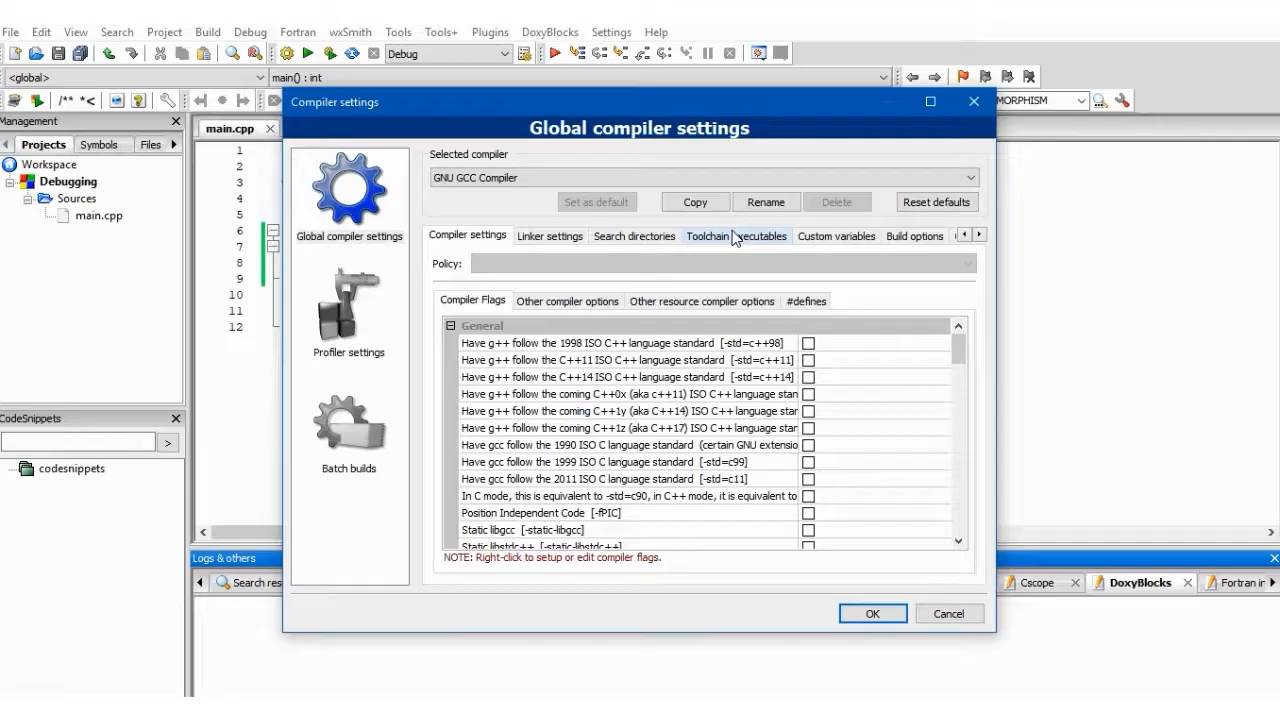 File Edit View Search Project Build Debug Fortran wxSmith Tools Tools+ Plugins DoxyBlocks Settings Help
Debug
<global> main() : int
/** *<
MORPHISM
Compiler settings
Global compiler settings
Management
Projects Symbols Files
Workspace
Debugging
Sources
main.cpp
CodeSnippets
>
codesnippets
main.cpp
1
2
3
4
5
6
7
8
9
10
11
12
Global compiler settings
Profiler settings
Batch builds
Selected compiler
GNU GCC Compiler
Set as default Copy Rename Delete Reset defaults
Compiler settings Linker settings Search directories Toolchain Custom variables Build options
Policy:
Compiler Flags Other compiler options Other resource compiler options #defines
General
Have g++ follow the 1998 ISO C++ language standard [-std=c++98]
Have g++ follow the C++11 ISO C++ language standard [-std=c++11]
Have g++ follow the C++14 ISO C++ language standard [-std=c++14]
Have g++ follow the coming C++0x (aka c++11) ISO C++ language stan
Have g++ follow the coming C++1y (aka C++14) ISO C++ language star
Have g++ follow the coming C++1z (aka C++17) ISO C++ language star
Have gcc follow the 1990 ISO C language standard (certain GNU extensio
Have gcc follow the 1999 ISO C language standard [-std=c99]
Have gcc follow the 2011 ISO C language standard [-std=c11]
In C mode, this is equivalent to -std=c90, in C++ mode, it is equivalent to
Position Independent Code [-fPIC]
Static libgcc [-static-libgcc]
Static libstdc++ [-static-libstdc++]
NOTE: Right-click to setup or edit compiler flags.
OK Cancel
Logs & others
Search res Cscope DoxyBlocks Fortran in